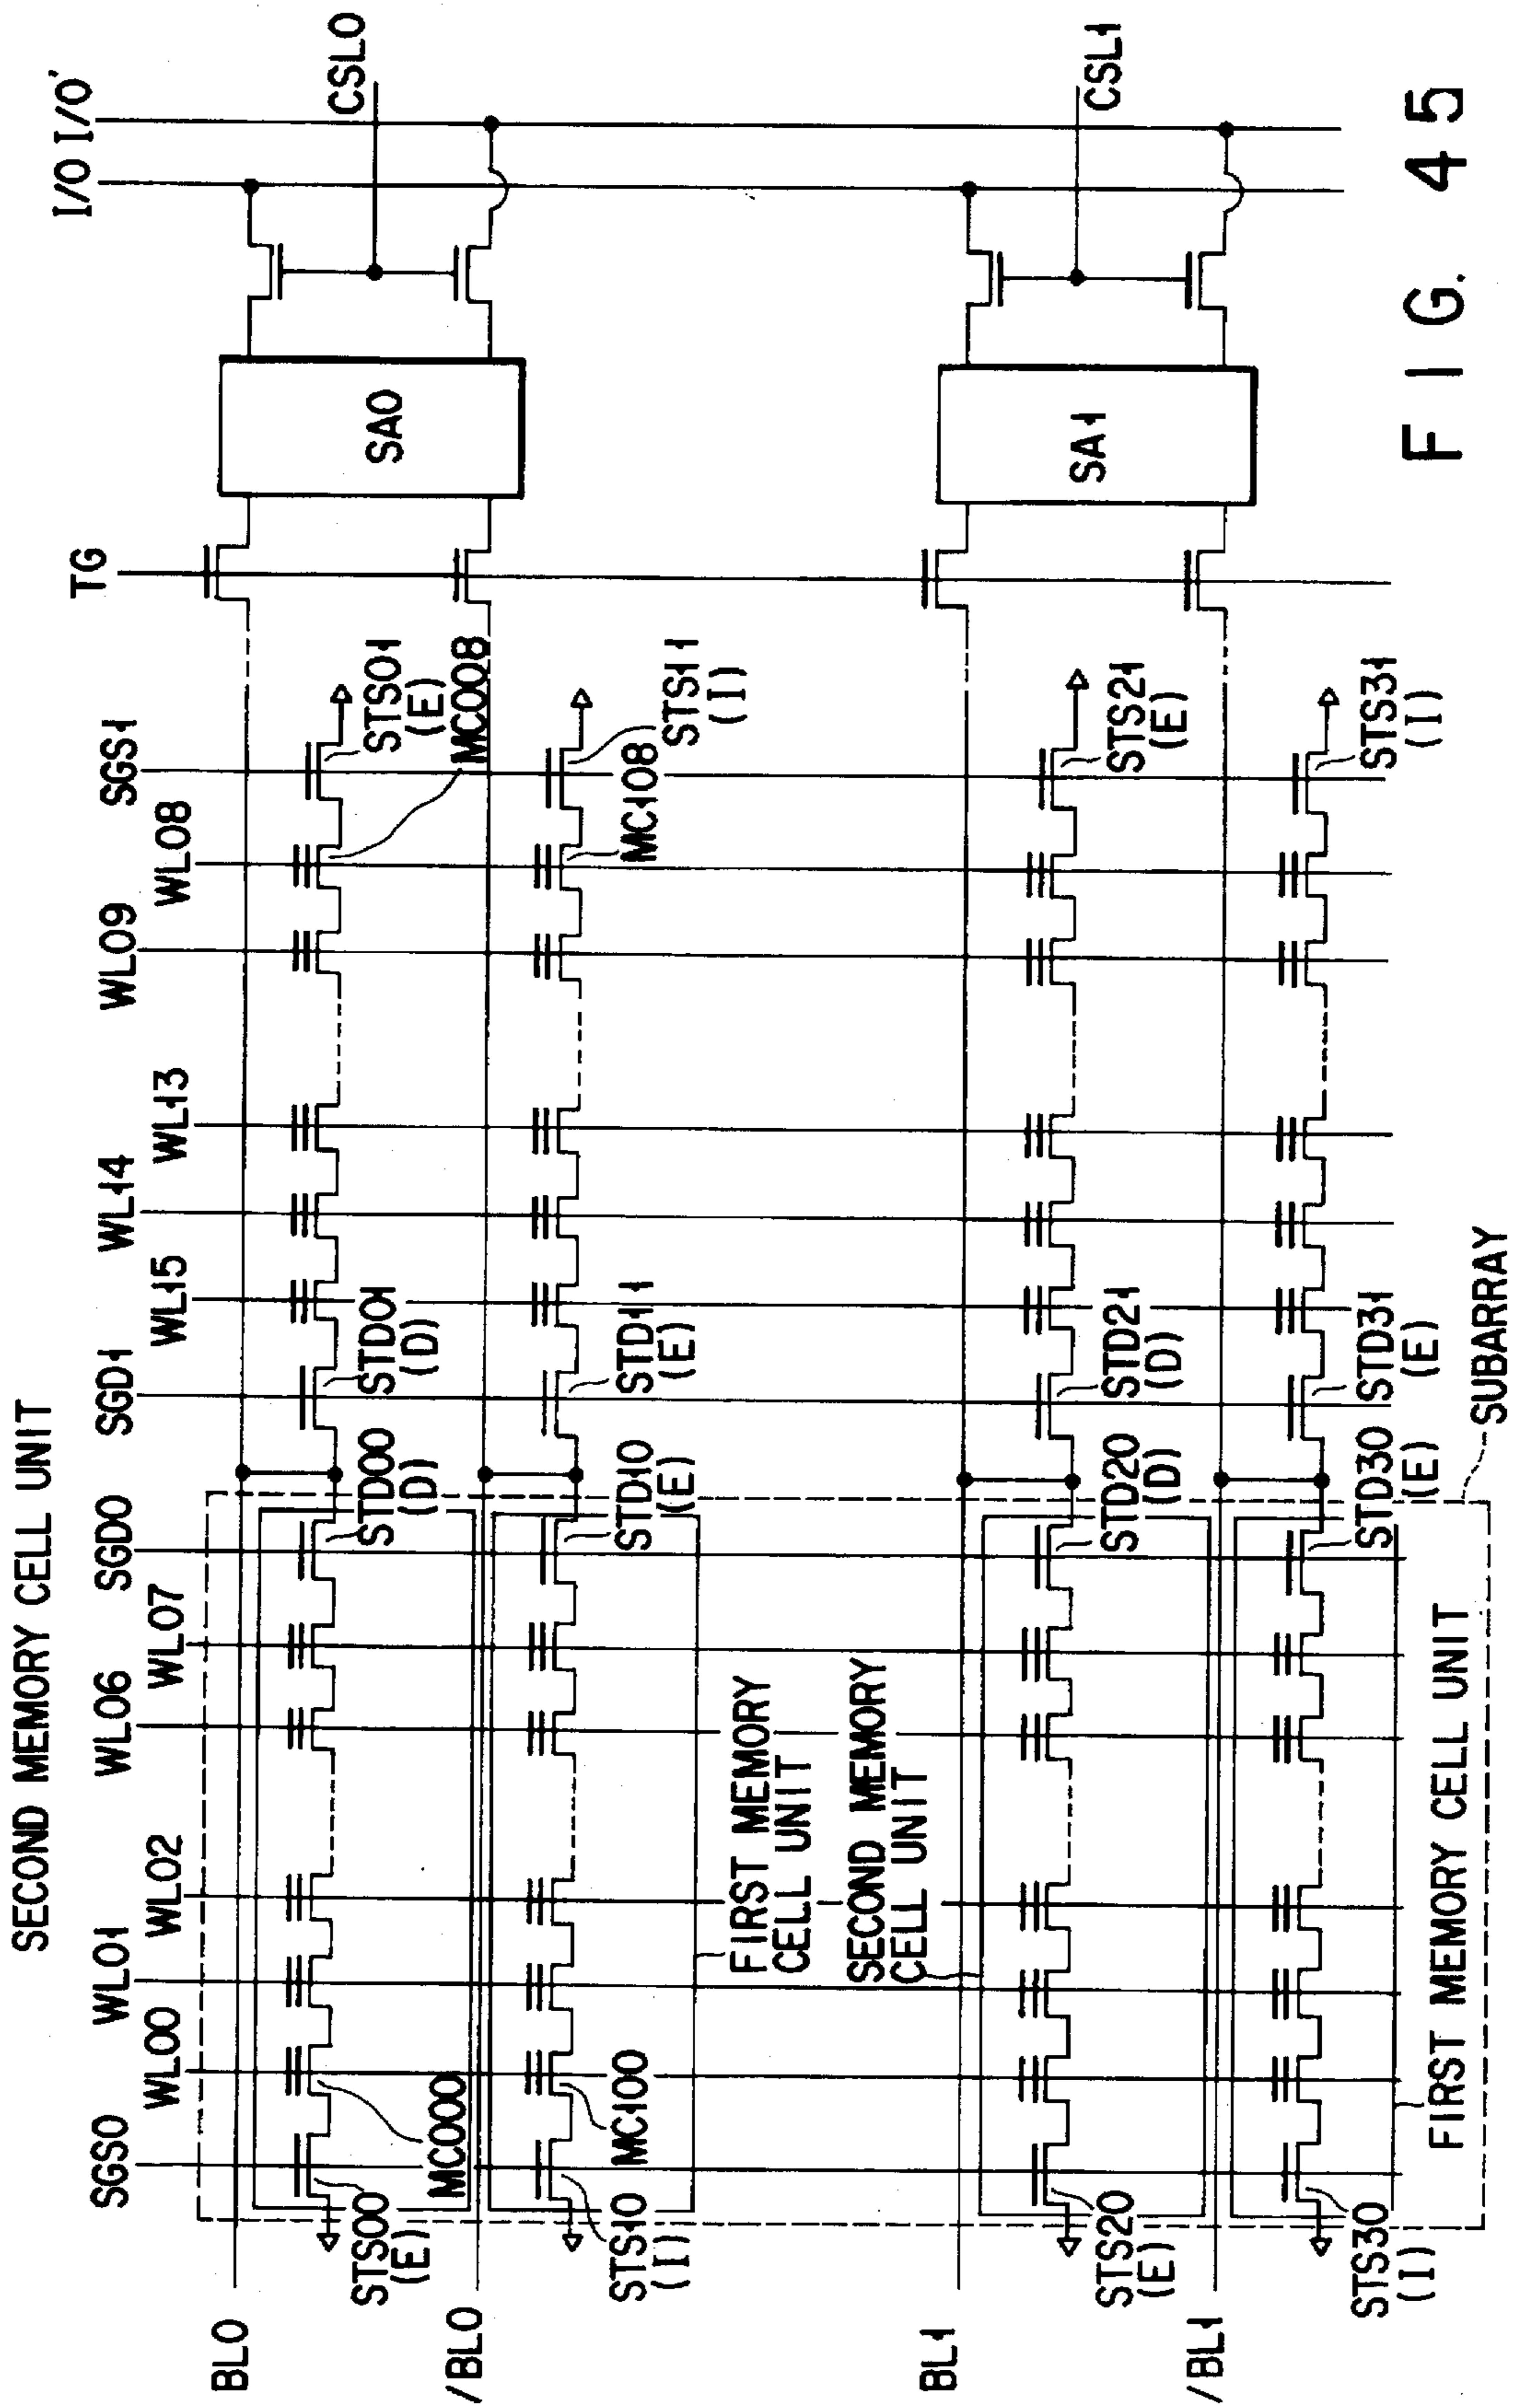 SECOND MEMORY CELL UNIT
SGS0
WL00
WL01
WL02
WL06
WL07
SGD0
SGD1
WL15
WL14
WL13
WL09
WL08
SGS1
TG
I/O
I/O'
BL0
STS00
(E)
MC000
STD00
(D)
STD01
(D)
STS01
(E)
MC008
SA0
CSL0
/BL0
STS10
(I)
MC100
STD10
(E)
STD11
(E)
MC108
STS11
(I)
FIRST MEMORY
CELL UNIT
SECOND MEMORY
CELL UNIT
BL1
STS20
(E)
STD20
(D)
STD21
(D)
STS21
(E)
SA1
CSL1
/BL1
STS30
(I)
STD30
(E)
STD31
(E)
STS31
(I)
FIRST MEMORY CELL UNIT
SUBARRAY
FIG. 45